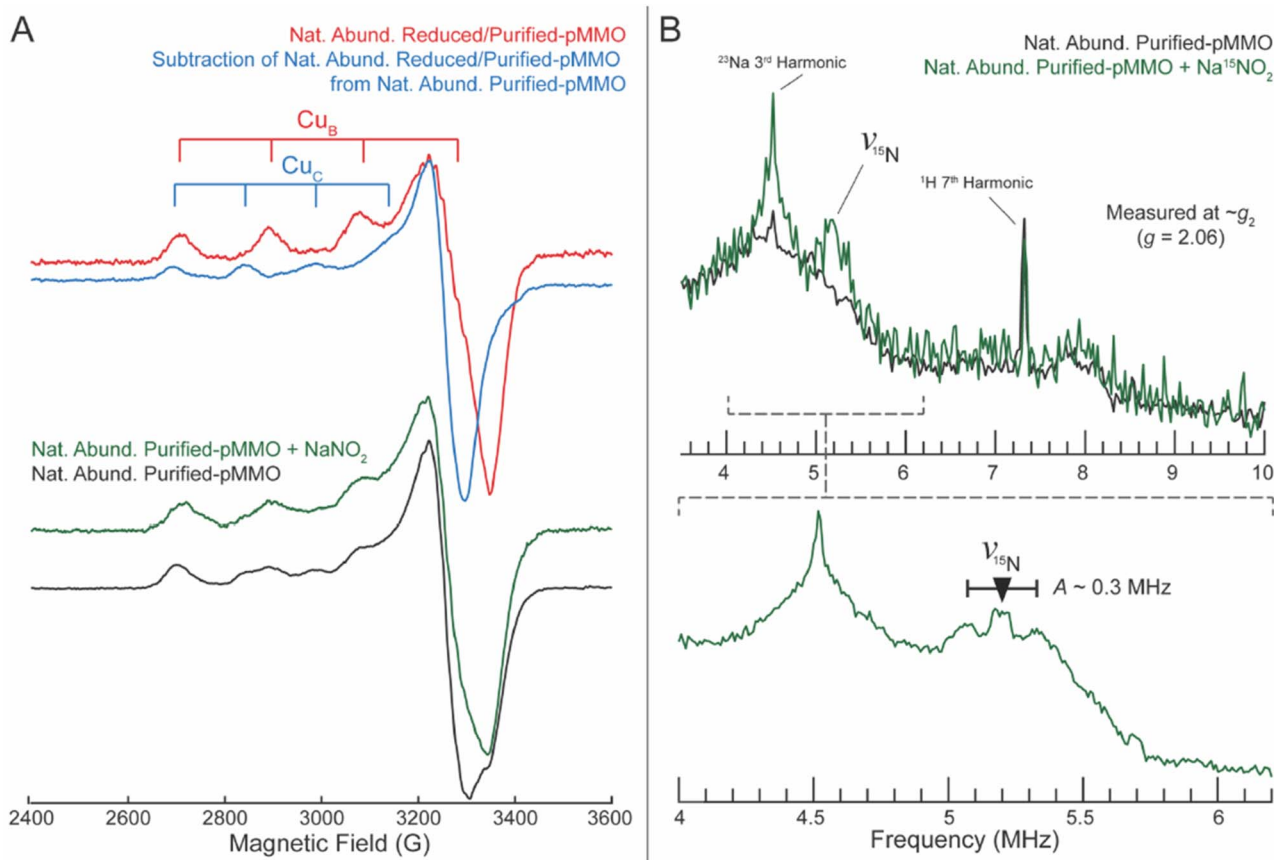 A
Nat. Abund. Reduced/Purified-pMMO
Subtraction of Nat. Abund. Reduced/Purified-pMMO
from Nat. Abund. Purified-pMMO
Cu_B
Cu_C
Nat. Abund. Purified-pMMO + NaNO₂
Nat. Abund. Purified-pMMO
2400 2600 2800 3000 3200 3400 3600
Magnetic Field (G)
B
Nat. Abund. Purified-pMMO
Nat. Abund. Purified-pMMO + Na¹⁵NO₂
²³Na 3ʳᵈ Harmonic
ν₁₅N
¹H 7ᵗʰ Harmonic
Measured at ~g₂
(g = 2.06)
4 5 6 7 8 9 10
ν₁₅N
A ~ 0.3 MHz
4 4.5 5 5.5 6
Frequency (MHz)